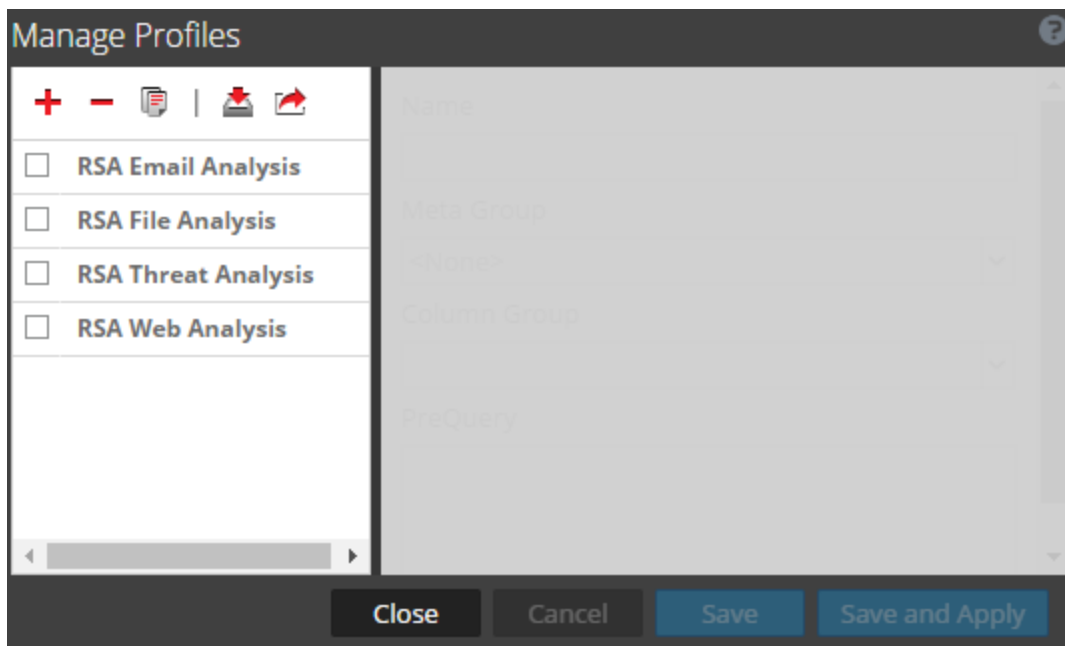 Manage Profiles
?
RSA Email Analysis
RSA File Analysis
RSA Threat Analysis
RSA Web Analysis
Name
Meta Group
<None>
Column Group
PreQuery
Close
Cancel
Save
Save and Apply